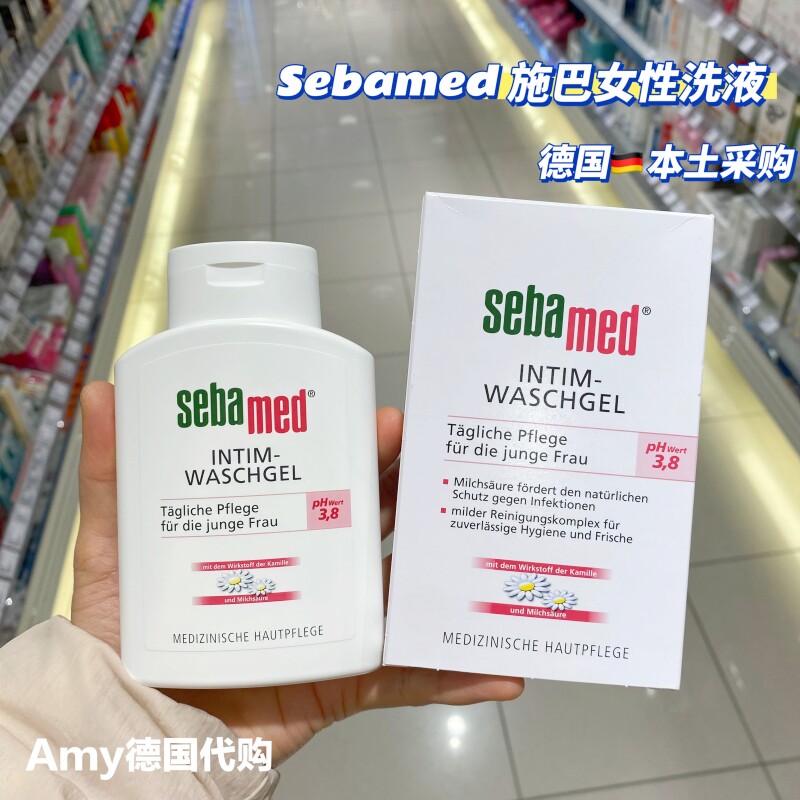 Sebamed 施巴女性洗液
德国🇩🇪本土采购
sebamed®
INTIM-
WASCHGEL
Tägliche Pflege
für die junge Frau
pH Wert
3,8
mit dem Wirkstoff der Kamille
und Milchsäure
MEDIZINISCHE HAUTPFLEGE
sebamed®
INTIM-
WASCHGEL
Tägliche Pflege
für die junge Frau
pH Wert
3,8
Milchsäure fördert den natürlichen
Schutz gegen Infektionen
milder Reinigungskomplex für
zuverlässige Hygiene und Frische
mit dem Wirkstoff der Kamille
und Milchsäure
MEDIZINISCHE HAUTPFLEGE
Amy德国代购